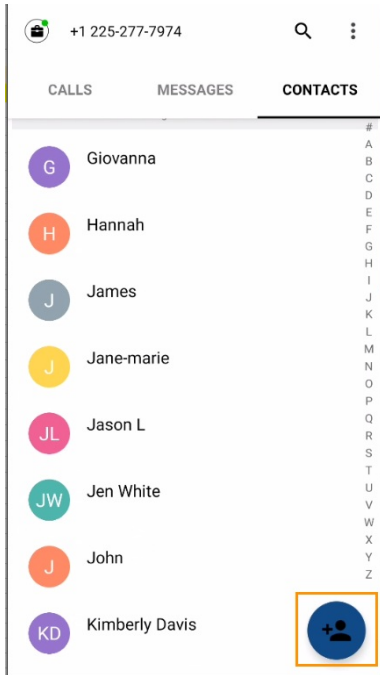 +1 225-277-7974
CALLS MESSAGES CONTACTS
G Giovanna
H Hannah
J James
J Jane-marie
JL Jason L
JW Jen White
J John
KD Kimberly Davis
#
A
B
C
D
E
F
G
H
I
J
K
L
M
N
O
P
Q
R
S
T
U
V
W
X
Y
Z